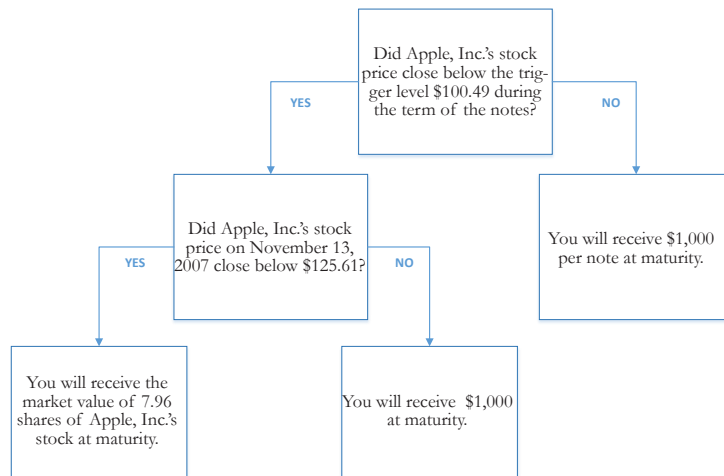 Did Apple, Inc.'s stock
price close below the trig-
ger level $100.49 during
the term of the notes?
YES
NO
Did Apple, Inc.'s stock
price on November 13,
2007 close below $125.61?
You will receive $1,000
per note at maturity.
YES
NO
You will receive the
market value of 7.96
shares of Apple, Inc.'s
stock at maturity.
You will receive $1,000
at maturity.